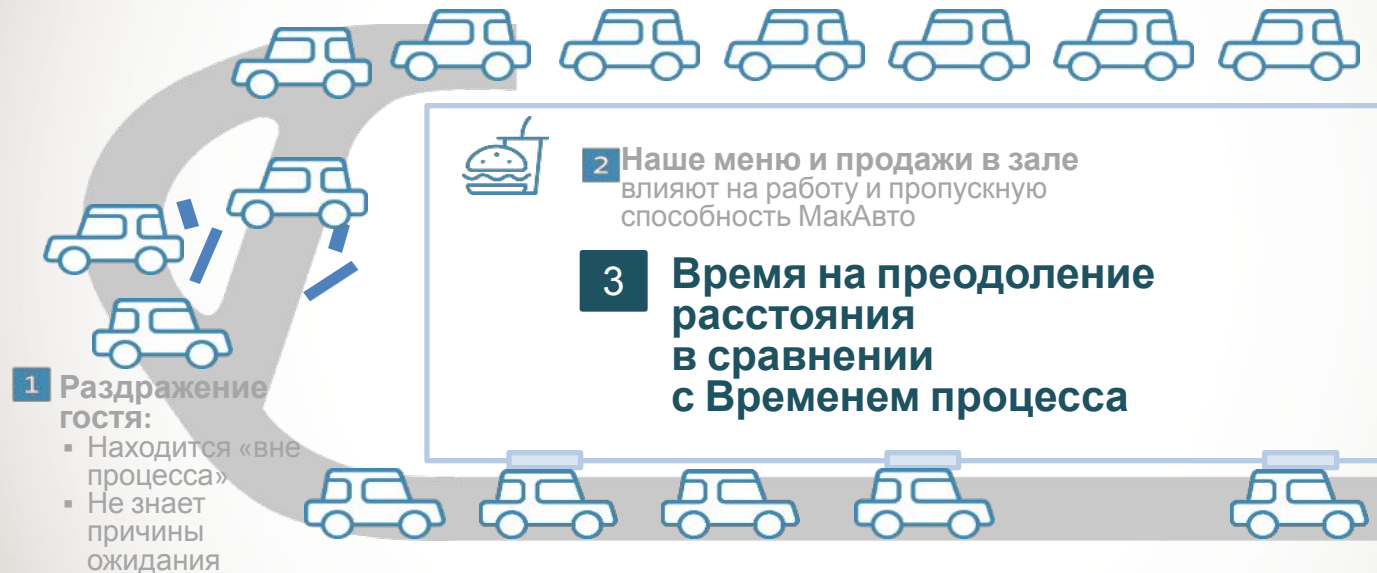 2 Наше меню и продажи в зале
влияют на работу и пропускную
способность МакАвто
3 Время на преодоление
расстояния
в сравнении
с Временем процесса
1 Раздражение
гостя:
▪ Находится «вне
процесса»
▪ Не знает
причины
ожидания